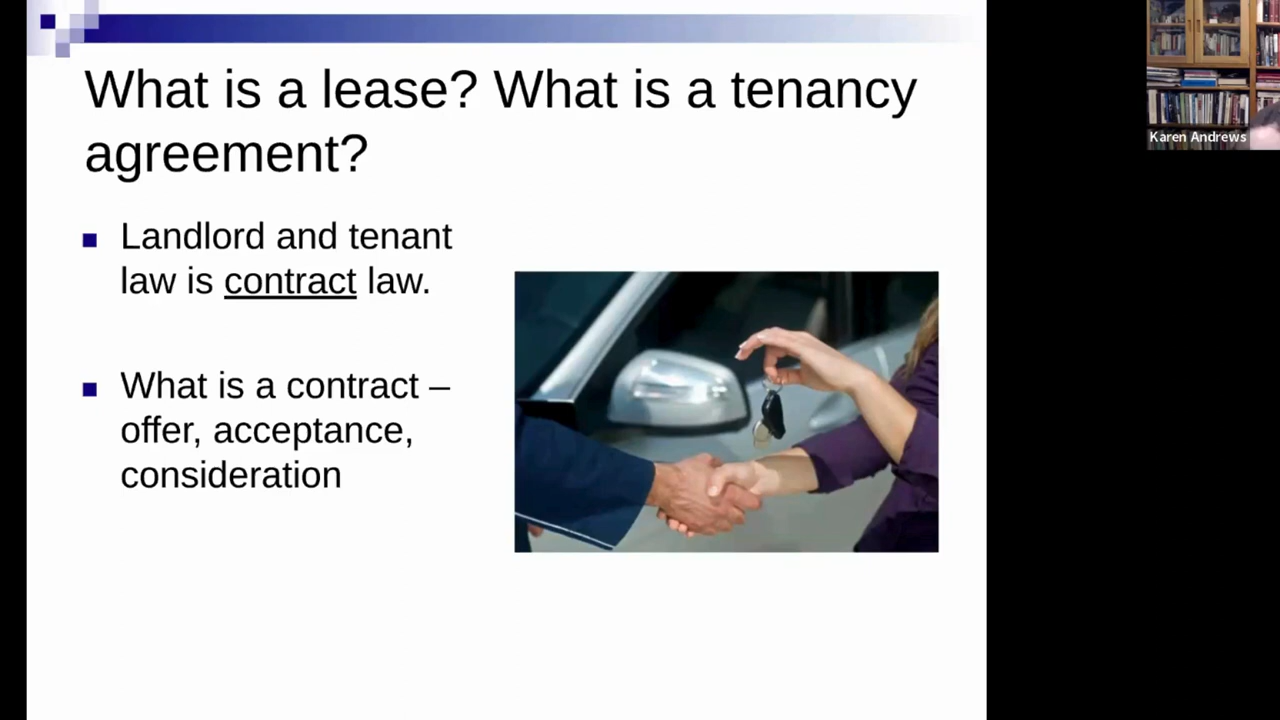 What is a lease? What is a tenancy
agreement?
Landlord and tenant
law is contract law.
What is a contract –
offer, acceptance,
consideration
Karen Andrews